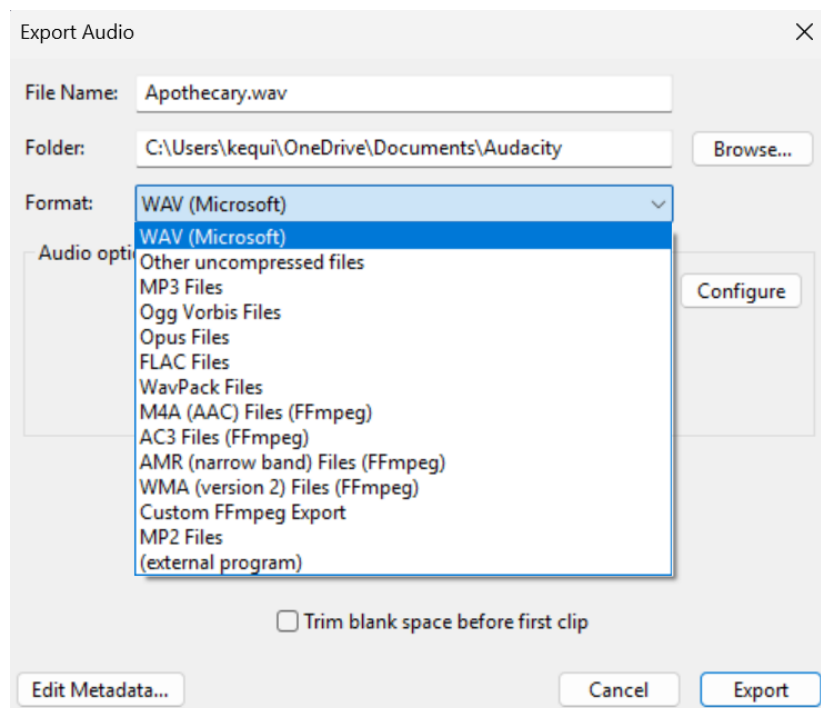 Export Audio
File Name: Apothecary.wav
Folder: C:\Users\kequi\OneDrive\Documents\Audacity Browse...
Format: WAV (Microsoft)
WAV (Microsoft)
Audio opti
Other uncompressed files
MP3 Files
Configure
Ogg Vorbis Files
Opus Files
FLAC Files
WavPack Files
M4A (AAC) Files (FFmpeg)
AC3 Files (FFmpeg)
AMR (narrow band) Files (FFmpeg)
WMA (version 2) Files (FFmpeg)
Custom FFmpeg Export
MP2 Files
(external program)
Trim blank space before first clip
Edit Metadata... Cancel Export